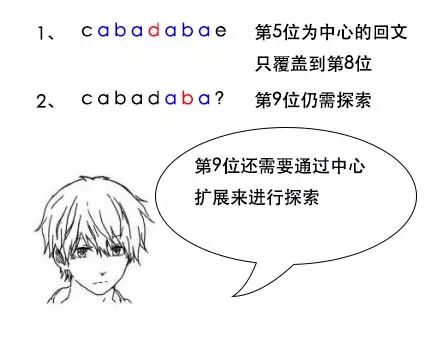 1、 cabadabae 第5位为中心的回文
只覆盖到第8位
2、 cabadaba? 第9位仍需探索
第9位还需要通过中心
扩展来进行探索